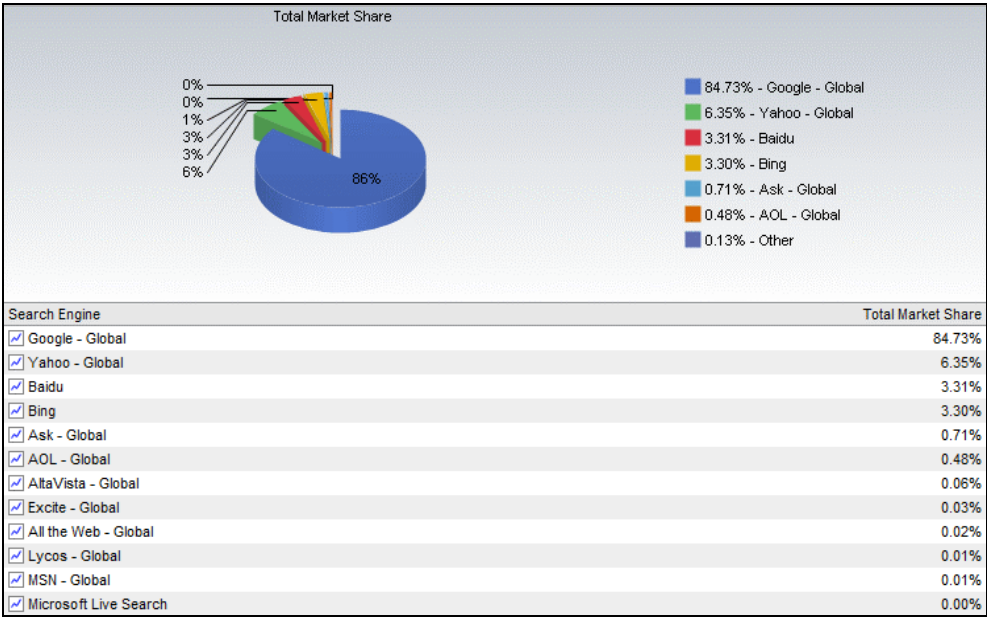 Total Market Share
0%
0%
1%
3%
3%
6%
86%
84.73% - Google - Global
6.35% - Yahoo - Global
3.31% - Baidu
3.30% - Bing
0.71% - Ask - Global
0.48% - AOL - Global
0.13% - Other
Search Engine Total Market Share
Google - Global 84.73%
Yahoo - Global 6.35%
Baidu 3.31%
Bing 3.30%
Ask - Global 0.71%
AOL - Global 0.48%
AltaVista - Global 0.06%
Excite - Global 0.03%
All the Web - Global 0.02%
Lycos - Global 0.01%
MSN - Global 0.01%
Microsoft Live Search 0.00%